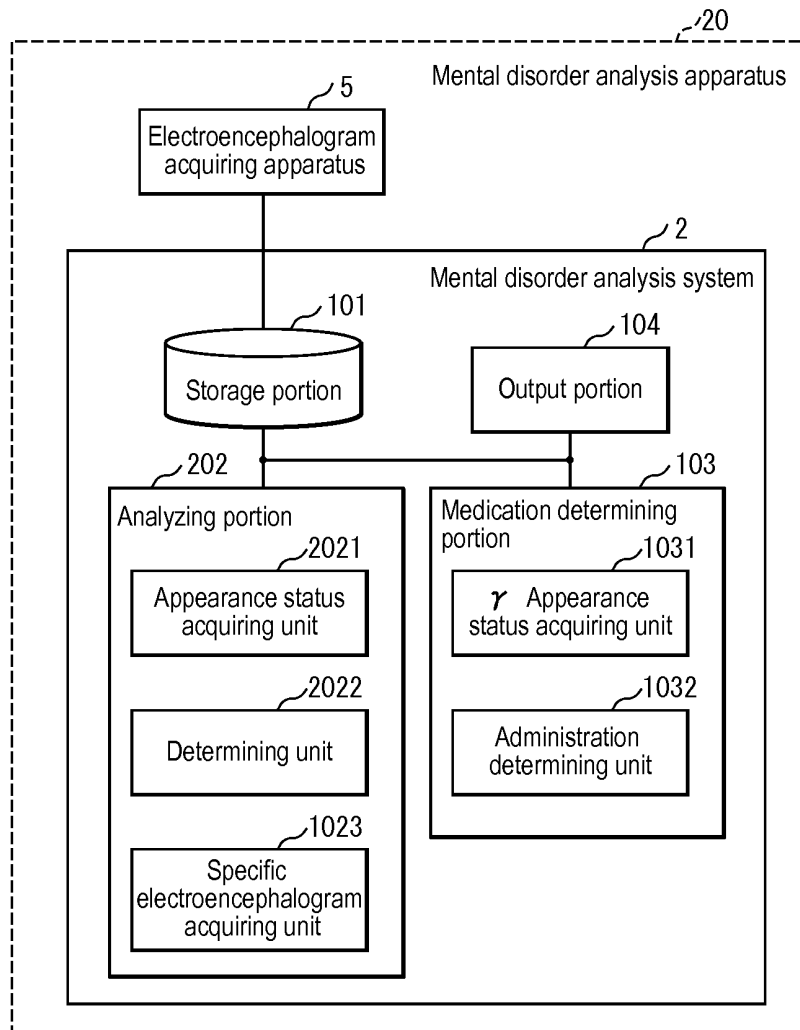 20
Mental disorder analysis apparatus
5
Electroencephalogram
acquiring apparatus
2
Mental disorder analysis system
101
Storage portion
104
Output portion
202
Analyzing portion
2021
Appearance status
acquiring unit
2022
Determining unit
1023
Specific
electroencephalogram
acquiring unit
103
Medication determining
portion
1031
γ Appearance
status acquiring unit
1032
Administration
determining unit